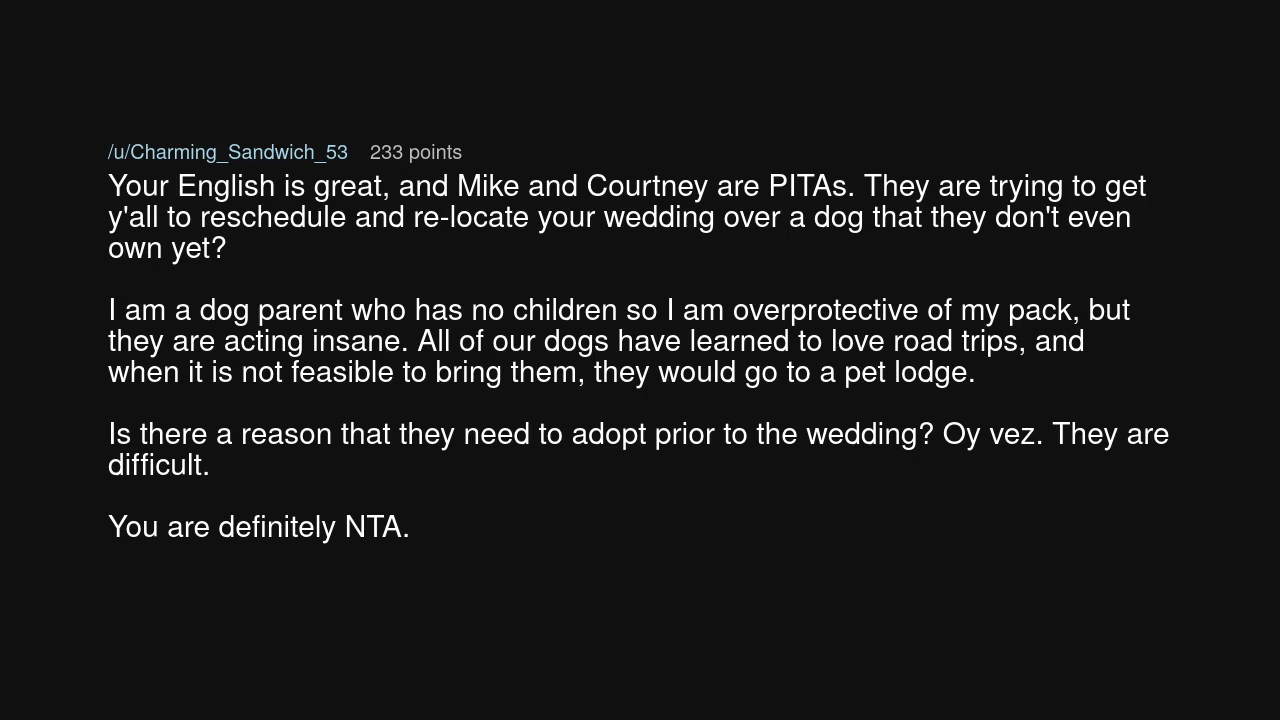 /u/Charming_Sandwich_53 233 points
Your English is great, and Mike and Courtney are PITAs. They are trying to get
y'all to reschedule and re-locate your wedding over a dog that they don't even
own yet?
I am a dog parent who has no children so I am overprotective of my pack, but
they are acting insane. All of our dogs have learned to love road trips, and
when it is not feasible to bring them, they would go to a pet lodge.
Is there a reason that they need to adopt prior to the wedding? Oy vez. They are
difficult.
You are definitely NTA.